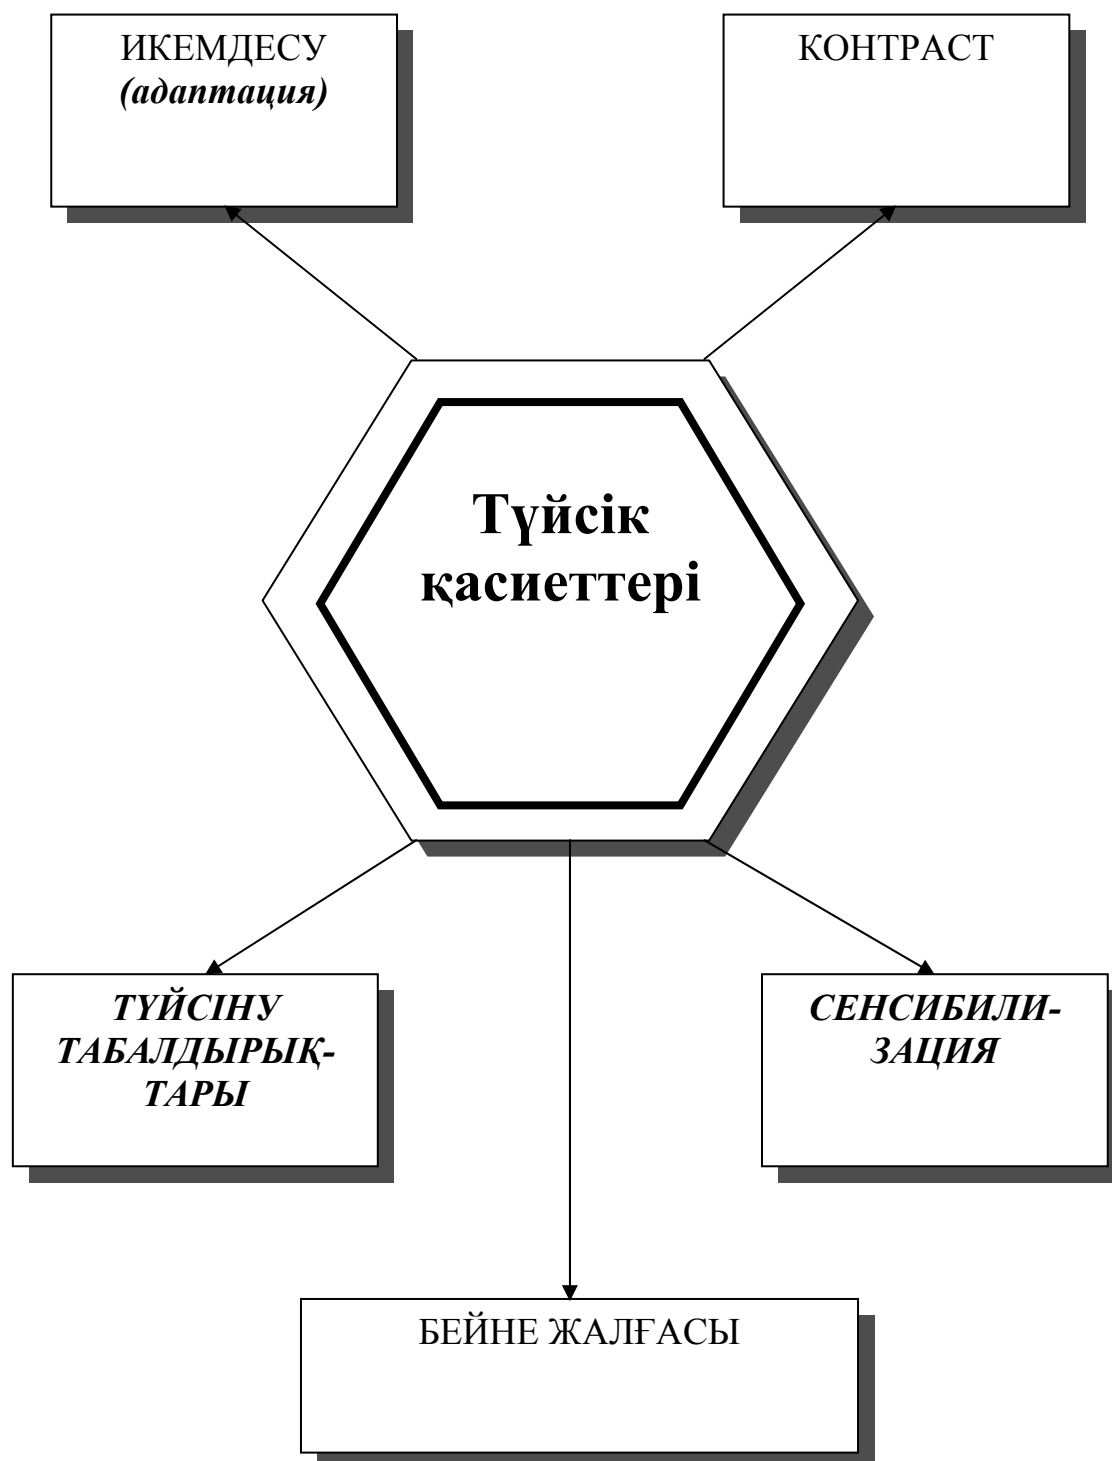 ИКЕМДЕСУ
(адаптация)
КОНТРАСТ
Түйсік
қасиеттері
ТҮЙСІНУ
ТАБАЛДЫРЫҚ-
ТАРЫ
СЕНСИБИЛИ-
ЗАЦИЯ
БЕЙНЕ ЖАЛҒАСЫ